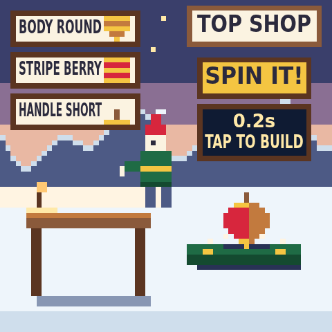 BODY ROUND
STRIPE BERRY
HANDLE SHORT
TOP SHOP
SPIN IT!
0.2s
TAP TO BUILD